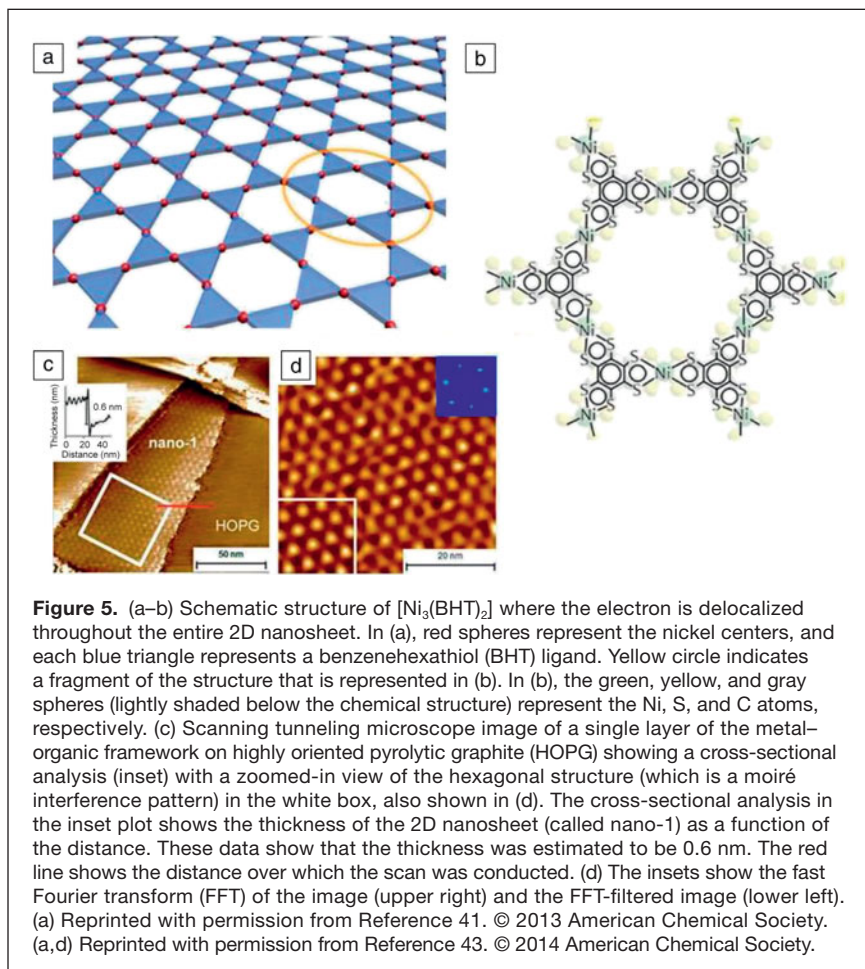 a
b
Ni
Ni
S
S
S
S
S
S
S
S
Ni
S
S
S
S
S
S
S
S
Ni
Ni
S
S
S
S
Ni
S
S
S
S
Ni
S
S
S
S
Ni
Ni
S
S
S
S
S
S
S
S
Ni
S
S
S
S
S
S
S
S
Ni
Ni
c
d
Thickness (nm)
0.6 nm
0 20 40
Distance (nm)
nano-1
HOPG
50 nm
20 nm
Figure 5. (a–b) Schematic structure of [Ni₃(BHT)₂] where the electron is delocalized
throughout the entire 2D nanosheet. In (a), red spheres represent the nickel centers, and
each blue triangle represents a benzenehexathiol (BHT) ligand. Yellow circle indicates
a fragment of the structure that is represented in (b). In (b), the green, yellow, and gray
spheres (lightly shaded below the chemical structure) represent the Ni, S, and C atoms,
respectively. (c) Scanning tunneling microscope image of a single layer of the metal–
organic framework on highly oriented pyrolytic graphite (HOPG) showing a cross-sectional
analysis (inset) with a zoomed-in view of the hexagonal structure (which is a moiré
interference pattern) in the white box, also shown in (d). The cross-sectional analysis in
the inset plot shows the thickness of the 2D nanosheet (called nano-1) as a function of
the distance. These data show that the thickness was estimated to be 0.6 nm. The red
line shows the distance over which the scan was conducted. (d) The insets show the fast
Fourier transform (FFT) of the image (upper right) and the FFT-filtered image (lower left).
(a) Reprinted with permission from Reference 41. © 2013 American Chemical Society.
(a,d) Reprinted with permission from Reference 43. © 2014 American Chemical Society.